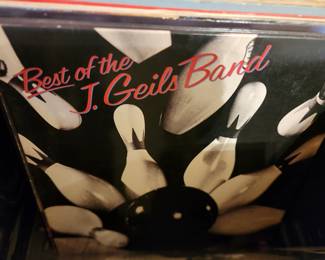 Best of the
J. Geils Band